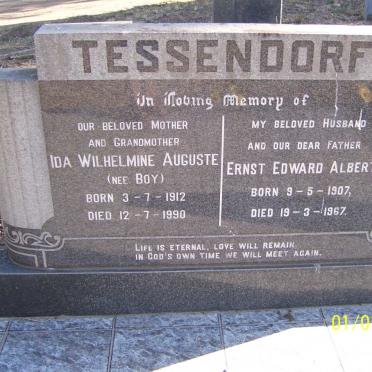 TESSENDORF
In Loving Memory of
OUR BELOVED MOTHER
AND GRANDMOTHER
IDA WILHELMINE AUGUSTE
(NEE BOY)
BORN 3-7-1912
DIED 12-7-1990
MY BELOVED HUSBAND
AND OUR DEAR FATHER
ERNST EDWARD ALBERT
BORN 9-5-1907,
DIED 19-3-1967.
LIFE IS ETERNAL, LOVE WILL REMAIN,
IN GOD'S OWN TIME WE WILL MEET AGAIN.
01/0